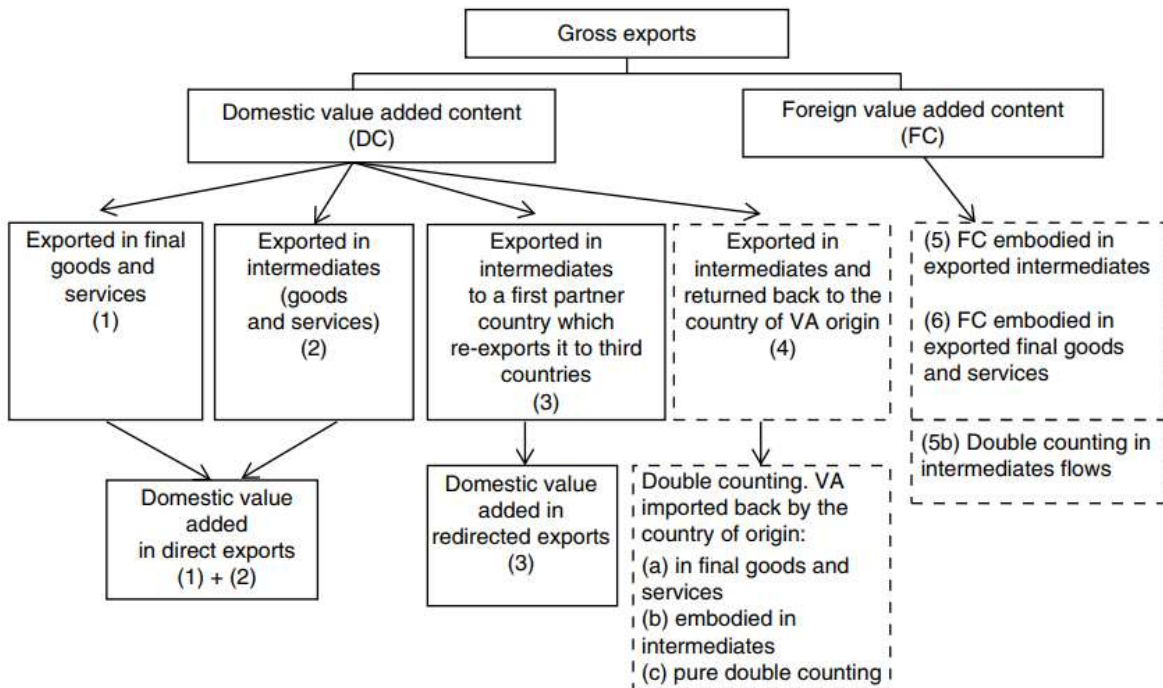 Gross exports
Domestic value added content
(DC)
Foreign value added content
(FC)
Exported in final
goods and
services
(1)
Exported in
intermediates
(goods
and services)
(2)
Exported in
intermediates
to a first partner
country which
re-exports it to third
countries
(3)
Exported in
intermediates and
returned back to the
country of VA origin
(4)
(5) FC embodied in
exported intermediates
(6) FC embodied in
exported final goods
and services
(5b) Double counting in
intermediates flows
Domestic value
added
in direct exports
(1) + (2)
Domestic value
added in
redirected exports
(3)
Double counting. VA
imported back by the
country of origin:
(a) in final goods and
services
(b) embodied in
intermediates
(c) pure double counting